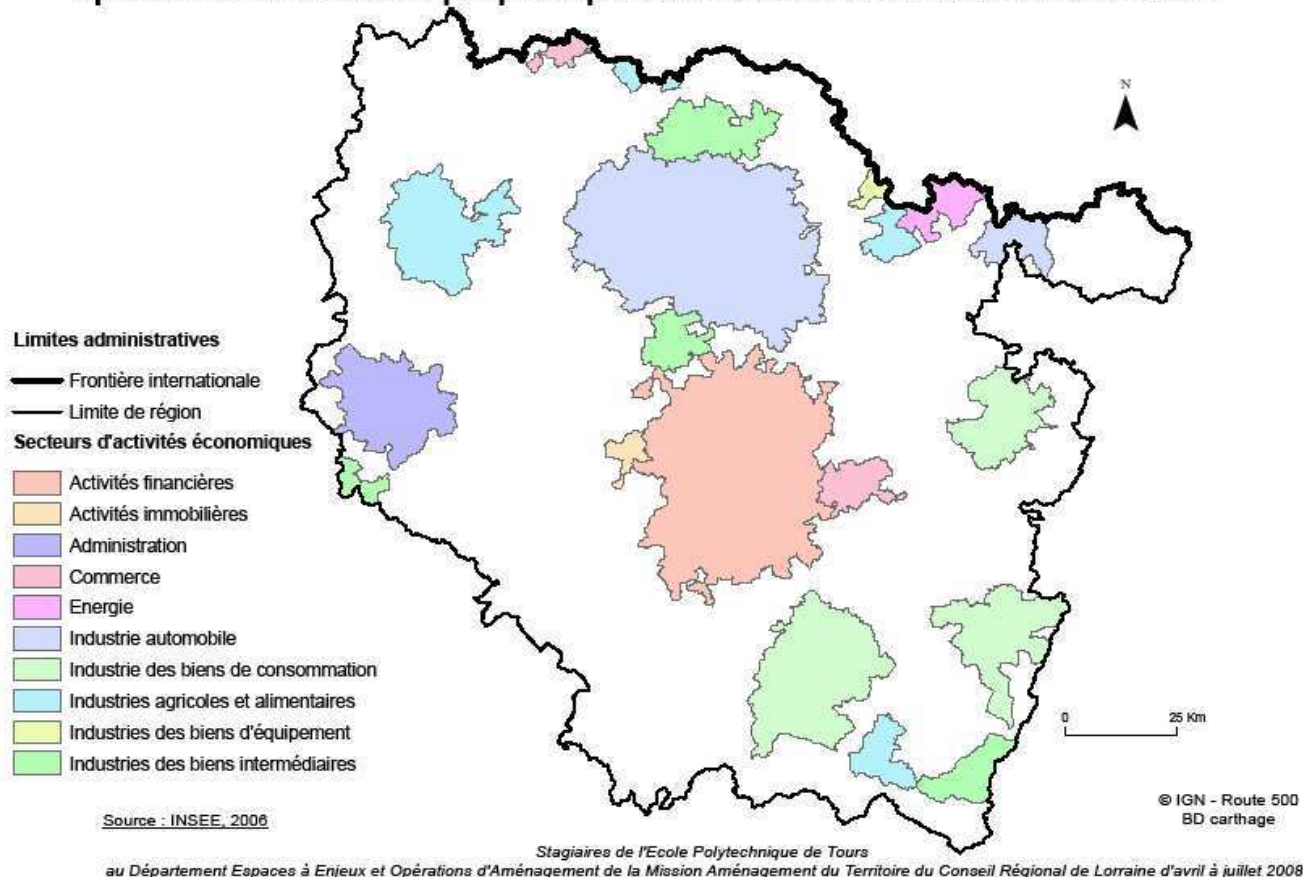 N
Limites administratives
Frontière internationale
Limite de région
Secteurs d'activités économiques
Activités financières
Activités immobilières
Administration
Commerce
Energie
Industrie automobile
Industrie des biens de consommation
Industries agricoles et alimentaires
Industries des biens d'équipement
Industries des biens intermédiaires
0 25 Km
Source : INSEE, 2006
© IGN - Route 500
BD carthage
Stagiaires de l'Ecole Polytechnique de Tours
au Département Espaces à Enjeux et Opérations d'Aménagement de la Mission Aménagement du Territoire du Conseil Régional de Lorraine d'avril à juillet 2008